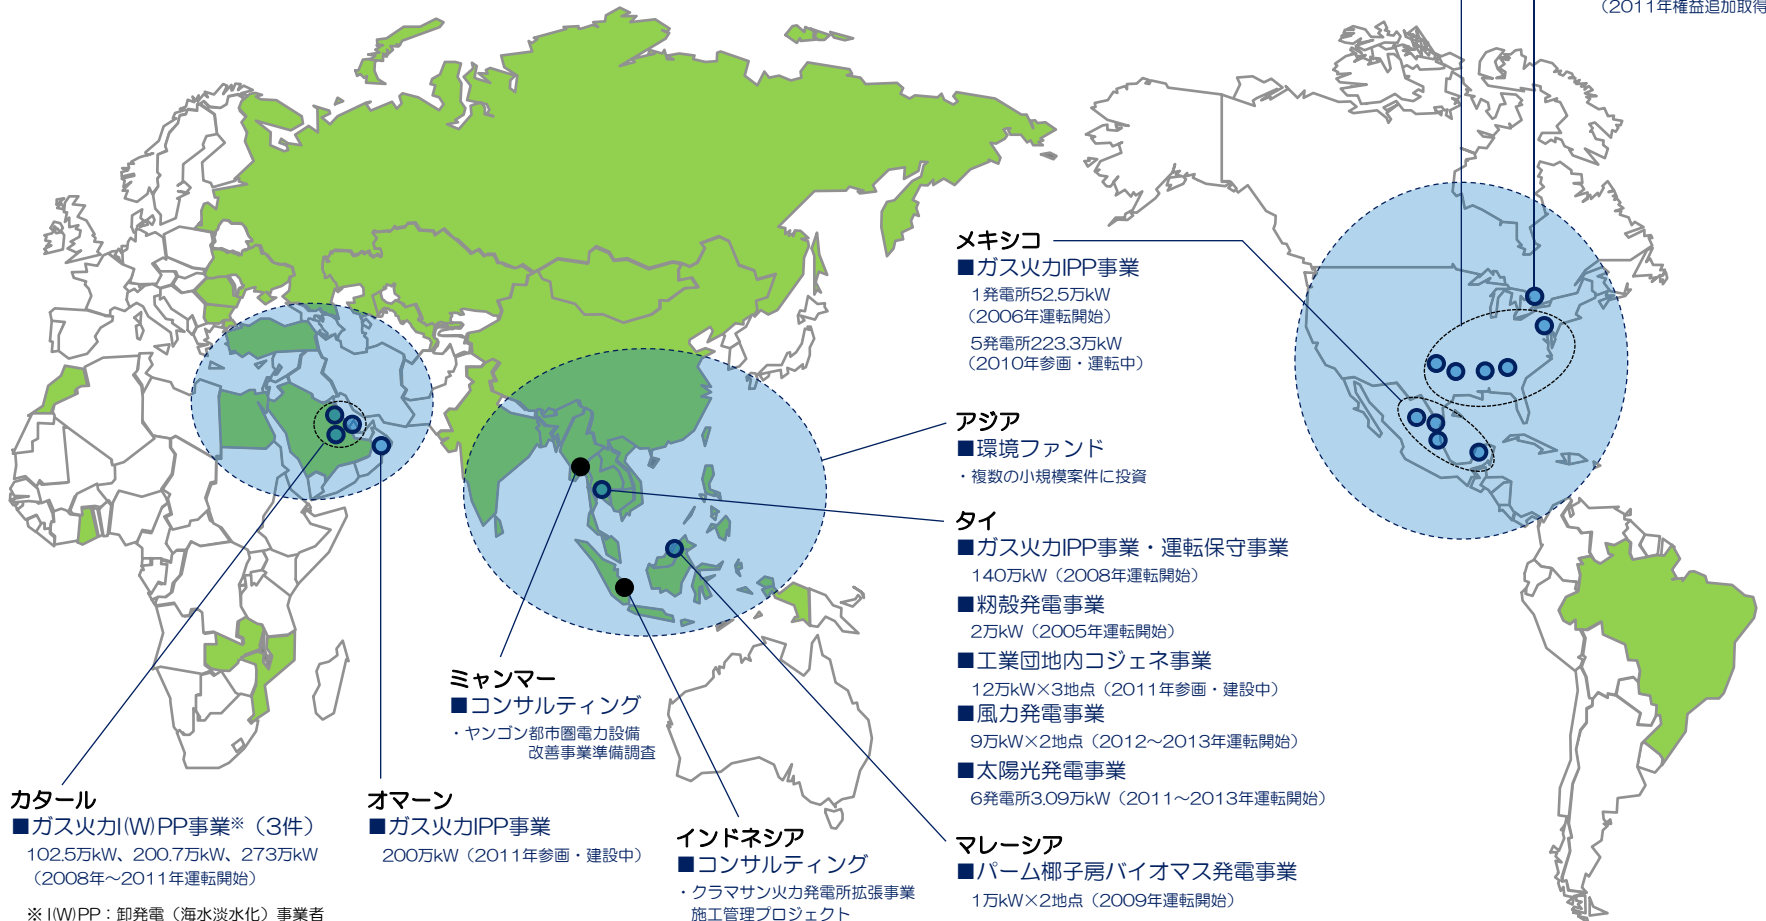 （2011年権益追加取得
メキシコ
■ガス火力IPP事業
1発電所52.5万kW
（2006年運転開始）
5発電所223.3万kW
（2010年参画・運転中）
アジア
■環境ファンド
・複数の小規模案件に投資
タイ
■ガス火力IPP事業・運転保守事業
140万kW（2008年運転開始）
■籾殻発電事業
2万kW（2005年運転開始）
■工業団地内コジェネ事業
12万kW×3地点（2011年参画・建設中）
■風力発電事業
9万kW×2地点（2012～2013年運転開始）
■太陽光発電事業
6発電所3.09万kW（2011～2013年運転開始）
マレーシア
■パーム椰子房バイオマス発電事業
1万kW×2地点（2009年運転開始）
ミャンマー
■コンサルティング
・ヤンゴン都市圏電力設備
改善事業準備調査
インドネシア
■コンサルティング
・クラマサン火力発電所拡張事業
施工管理プロジェクト
オマーン
■ガス火力IPP事業
200万kW（2011年参画・建設中）
カタール
■ガス火力I(W)PP事業※（3件）
102.5万kW、200.7万kW、273万kW
（2008年～2011年運転開始）
※ I(W)PP：卸発電（海水淡水化）事業者